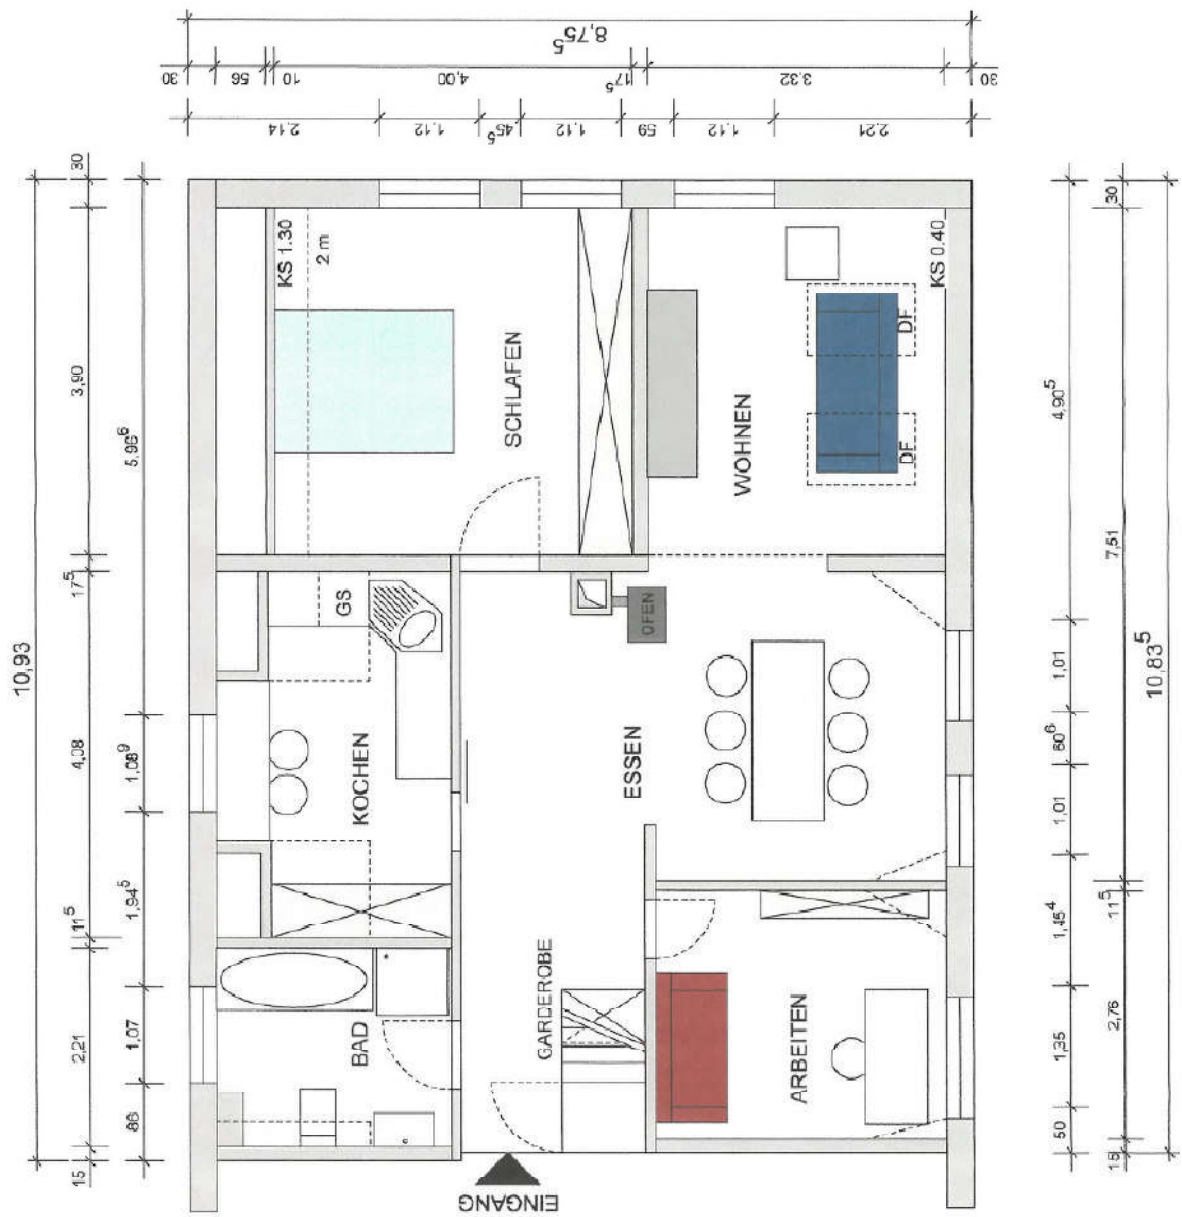 8,75⁵
30
56
10
4,00
17⁵
3,32
30
2,14
1,12
45⁵
1,12
59
1,12
2,21
10,93
30
3,90
17⁵
4,08
11⁵
2,21
15
5,96⁶
1,08⁹
1,94⁵
1,07
86
KS 1.30
2 m
SCHLAFEN
WOHNEN
KS 0.40
DF
DF
GS
KOCHEN
OFEN
ESSEN
BAD
GARDEROBE
ARBEITEN
EINGANG
4,90⁵
1,01
60⁶
1,01
1,45⁴
1,35
50
30
7,51
11⁵
2,76
15
10,83⁵